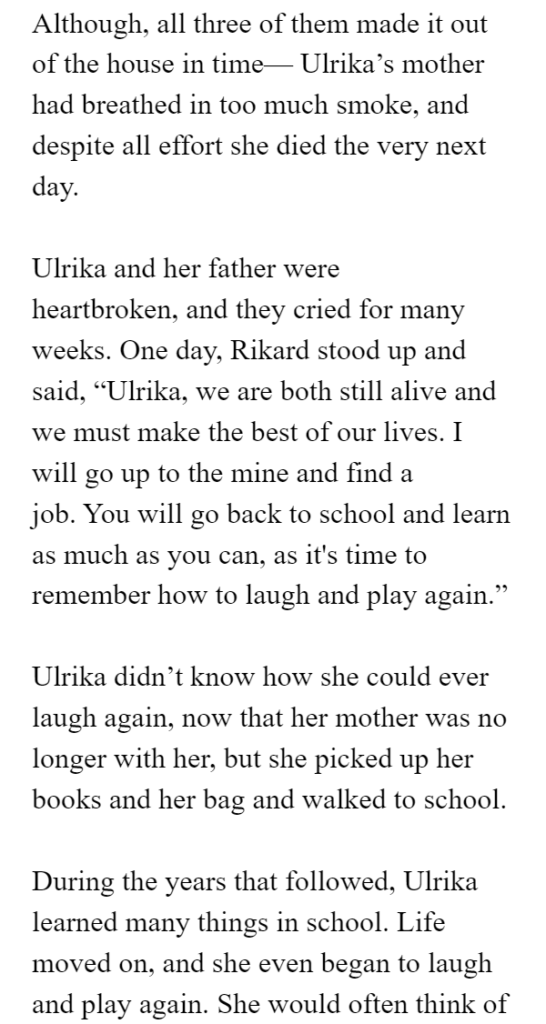 Although, all three of them made it out
of the house in time— Ulrika’s mother
had breathed in too much smoke, and
despite all effort she died the very next
day.
Ulrika and her father were
heartbroken, and they cried for many
weeks. One day, Rikard stood up and
said, “Ulrika, we are both still alive and
we must make the best of our lives. I
will go up to the mine and find a
job. You will go back to school and learn
as much as you can, as it's time to
remember how to laugh and play again.”
Ulrika didn’t know how she could ever
laugh again, now that her mother was no
longer with her, but she picked up her
books and her bag and walked to school.
During the years that followed, Ulrika
learned many things in school. Life
moved on, and she even began to laugh
and play again. She would often think of